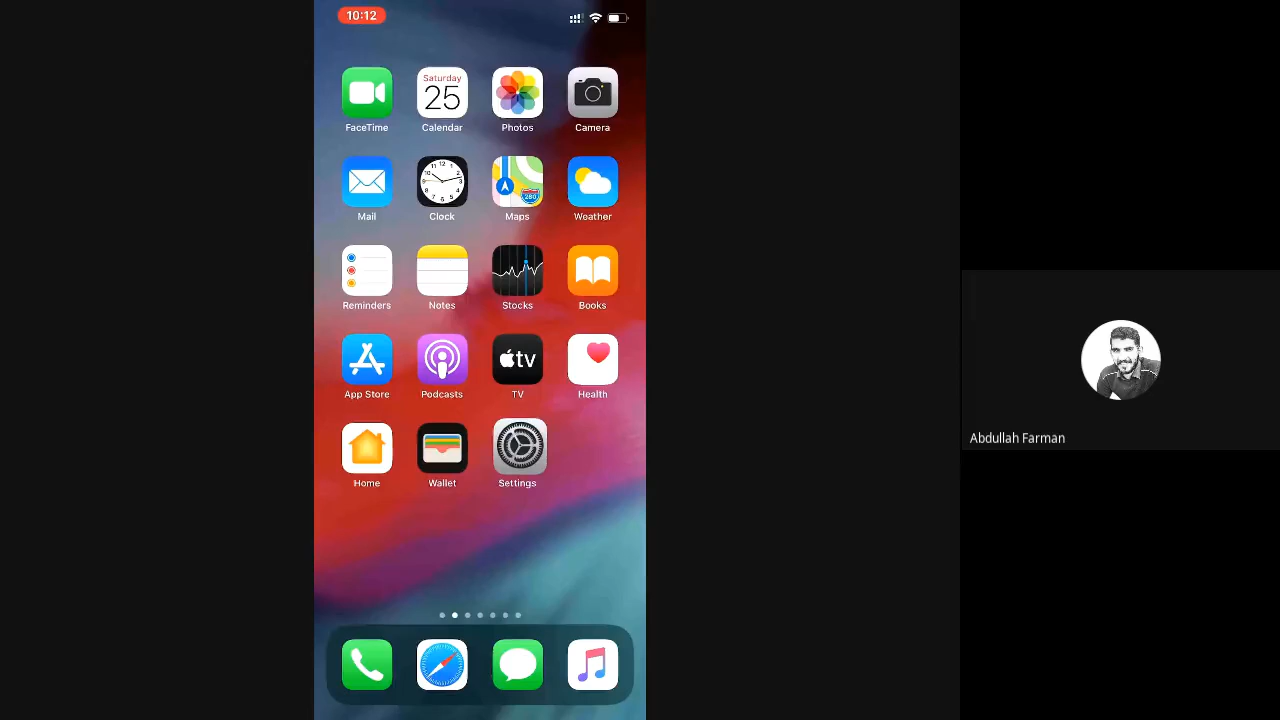 10:12
Saturday
25
FaceTime Calendar Photos Camera
Mail Clock Maps Weather
280
Reminders Notes Stocks Books
tv
App Store Podcasts TV Health
Home Wallet Settings
Abdullah Farman